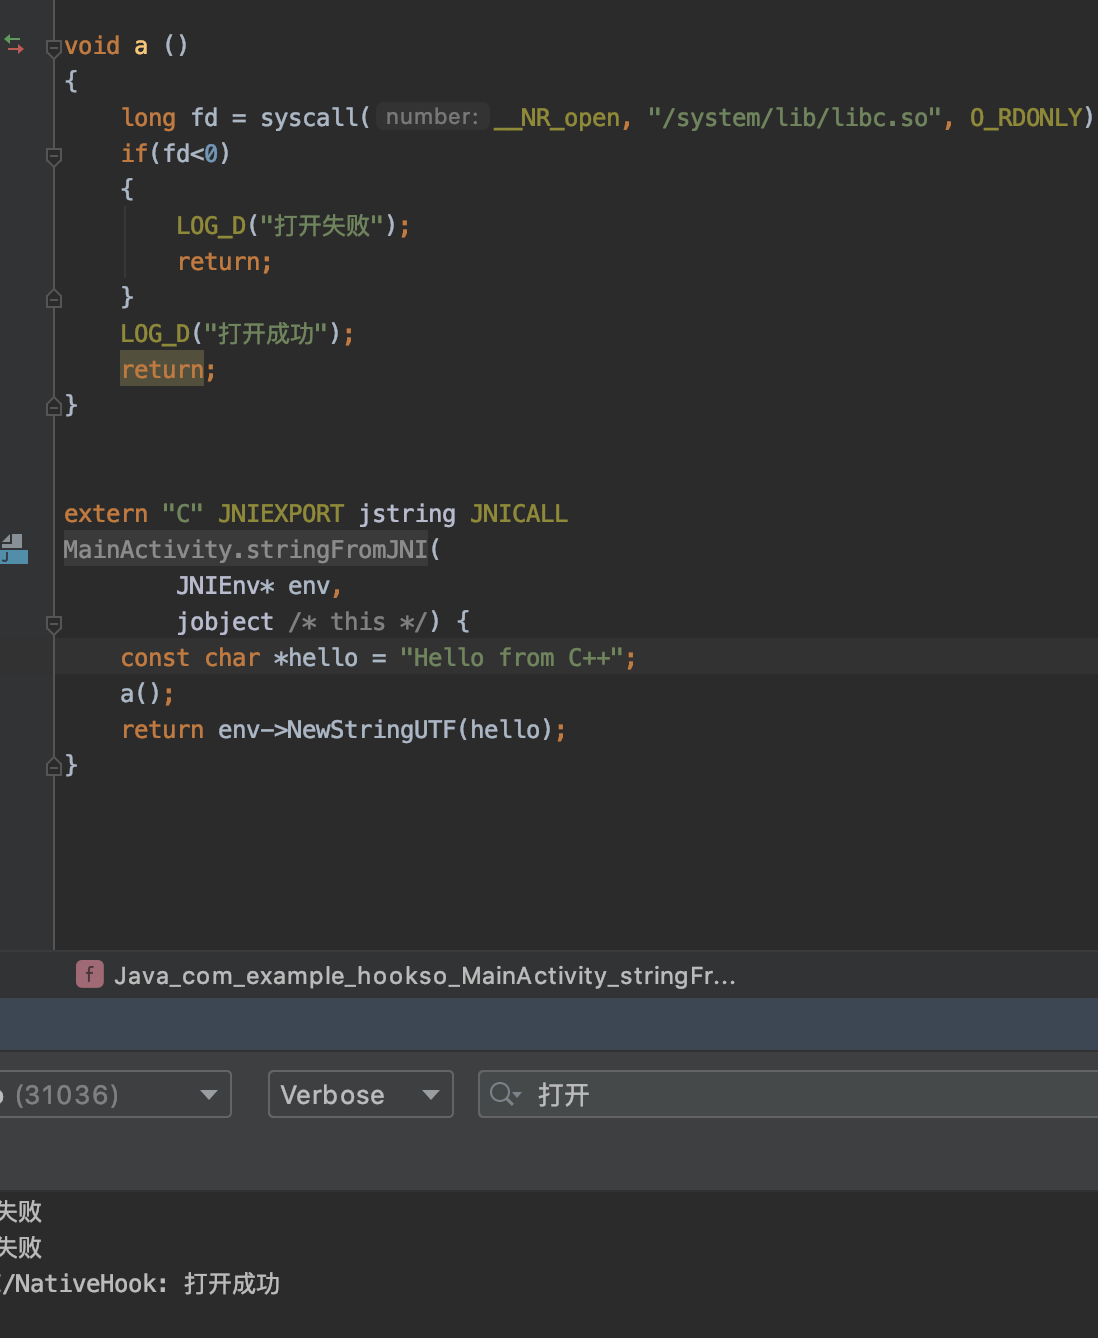 void a ()
{
long fd = syscall( number: __NR_open, "/system/lib/libc.so", O_RDONLY)
if(fd<0)
{
LOG_D("打开失败");
return;
}
LOG_D("打开成功");
return;
}
extern "C" JNIEXPORT jstring JNICALL
MainActivity.stringFromJNI(
JNIEnv* env,
jobject /* this */) {
const char *hello = "Hello from C++";
a();
return env->NewStringUTF(hello);
}
f Java_com_example_hookso_MainActivity_stringFr...
(31036) Verbose 打开
失败
失败
/NativeHook: 打开成功